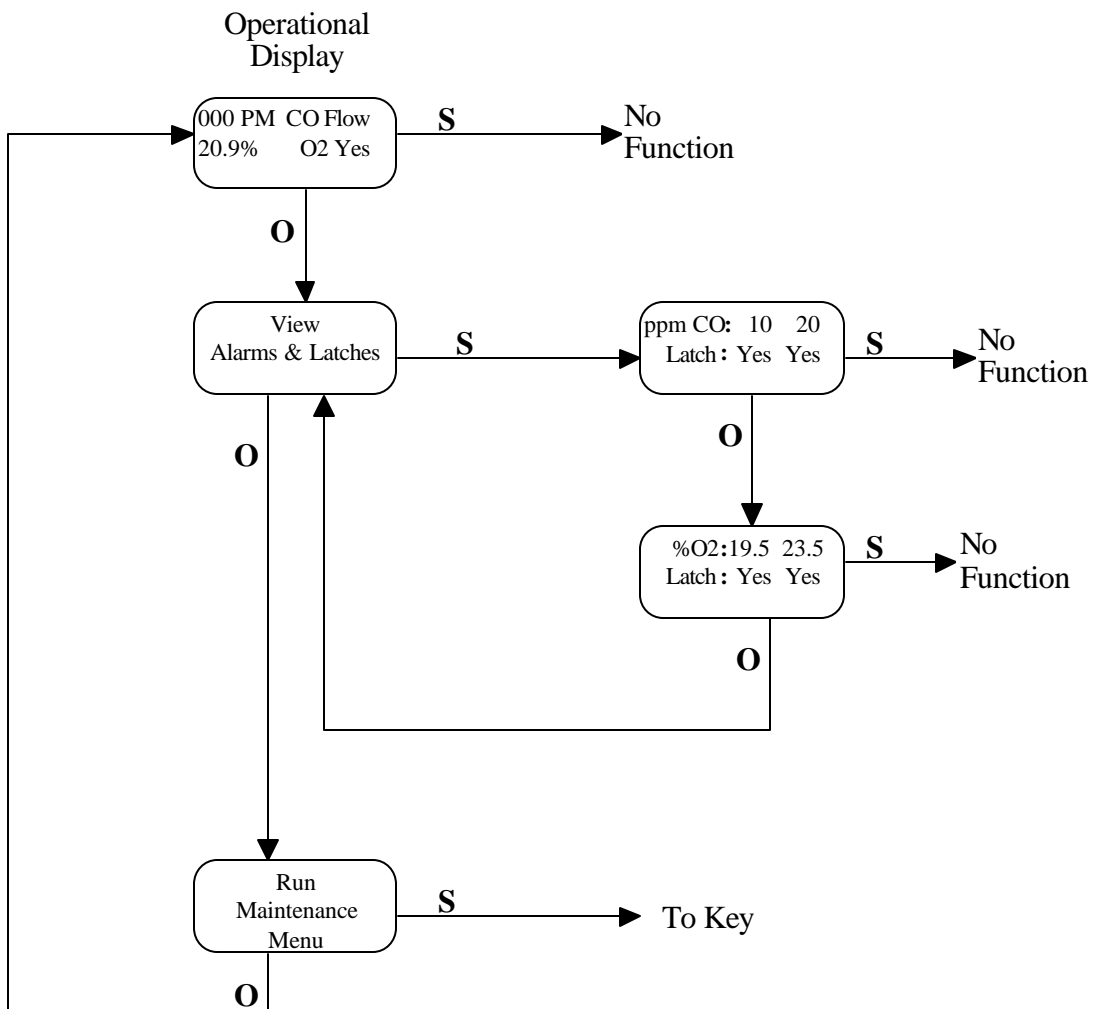 Operational
Display
000 PM CO Flow
20.9% O2 Yes
S
No
Function
O
View
Alarms & Latches
S
ppm CO: 10 20
Latch : Yes Yes
S
No
Function
O
O
%O2:19.5 23.5
Latch : Yes Yes
S
No
Function
O
Run
Maintenance
Menu
S
To Key
O